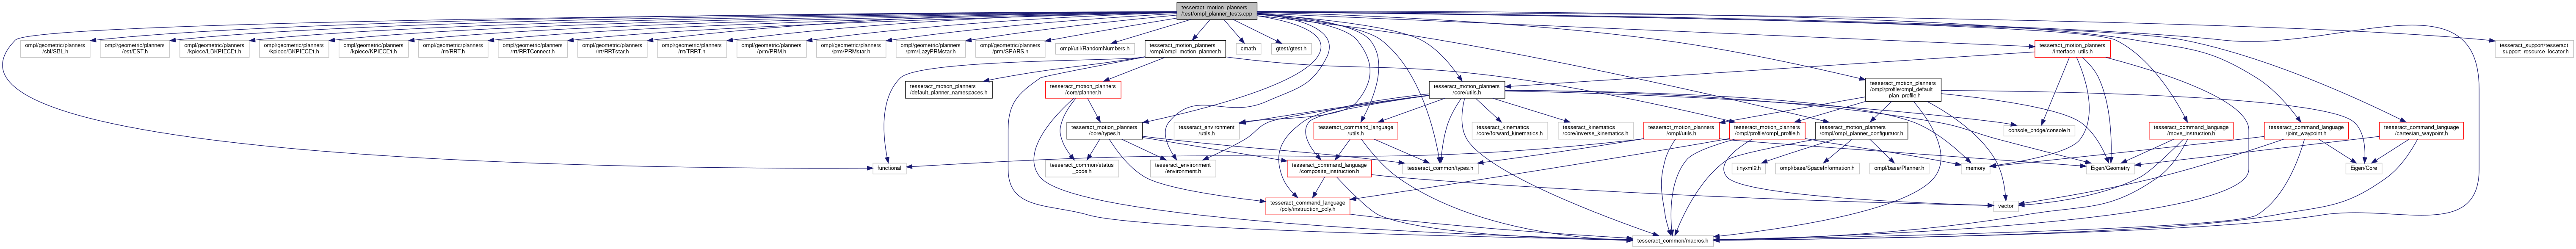 tesseract_motion_planners
/test/ompl_planner_tests.cpp
ompl/geometric/planners
/sbl/SBL.h
ompl/geometric/planners
/est/EST.h
ompl/geometric/planners
/kpiece/LBKPIECE1.h
ompl/geometric/planners
/kpiece/BKPIECE1.h
ompl/geometric/planners
/kpiece/KPIECE1.h
ompl/geometric/planners
/rrt/RRT.h
ompl/geometric/planners
/rrt/RRTConnect.h
ompl/geometric/planners
/rrt/RRTstar.h
ompl/geometric/planners
/rrt/TRRT.h
ompl/geometric/planners
/prm/PRM.h
ompl/geometric/planners
/prm/PRMstar.h
ompl/geometric/planners
/prm/LazyPRMstar.h
ompl/geometric/planners
/prm/SPARS.h
ompl/util/RandomNumbers.h
tesseract_motion_planners
/ompl/ompl_motion_planner.h
cmath
gtest/gtest.h
tesseract_motion_planners
/interface_utils.h
tesseract_support/tesseract
_support_resource_locator.h
tesseract_motion_planners
/default_planner_namespaces.h
tesseract_motion_planners
/core/planner.h
tesseract_motion_planners
/core/utils.h
tesseract_motion_planners
/ompl/profile/ompl_default
_plan_profile.h
tesseract_motion_planners
/core/types.h
tesseract_environment
/utils.h
tesseract_command_language
/utils.h
tesseract_kinematics
/core/forward_kinematics.h
tesseract_kinematics
/core/inverse_kinematics.h
tesseract_motion_planners
/ompl/utils.h
tesseract_motion_planners
/ompl/profile/ompl_profile.h
tesseract_motion_planners
/ompl/ompl_planner_configurator.h
console_bridge/console.h
tesseract_command_language
/move_instruction.h
tesseract_command_language
/joint_waypoint.h
tesseract_command_language
/cartesian_waypoint.h
functional
tesseract_common/status
_code.h
tesseract_environment
/environment.h
tesseract_command_language
/composite_instruction.h
tesseract_common/types.h
tinyxml2.h
ompl/base/SpaceInformation.h
ompl/base/Planner.h
memory
Eigen/Geometry
Eigen/Core
tesseract_command_language
/poly/instruction_poly.h
vector
tesseract_common/macros.h